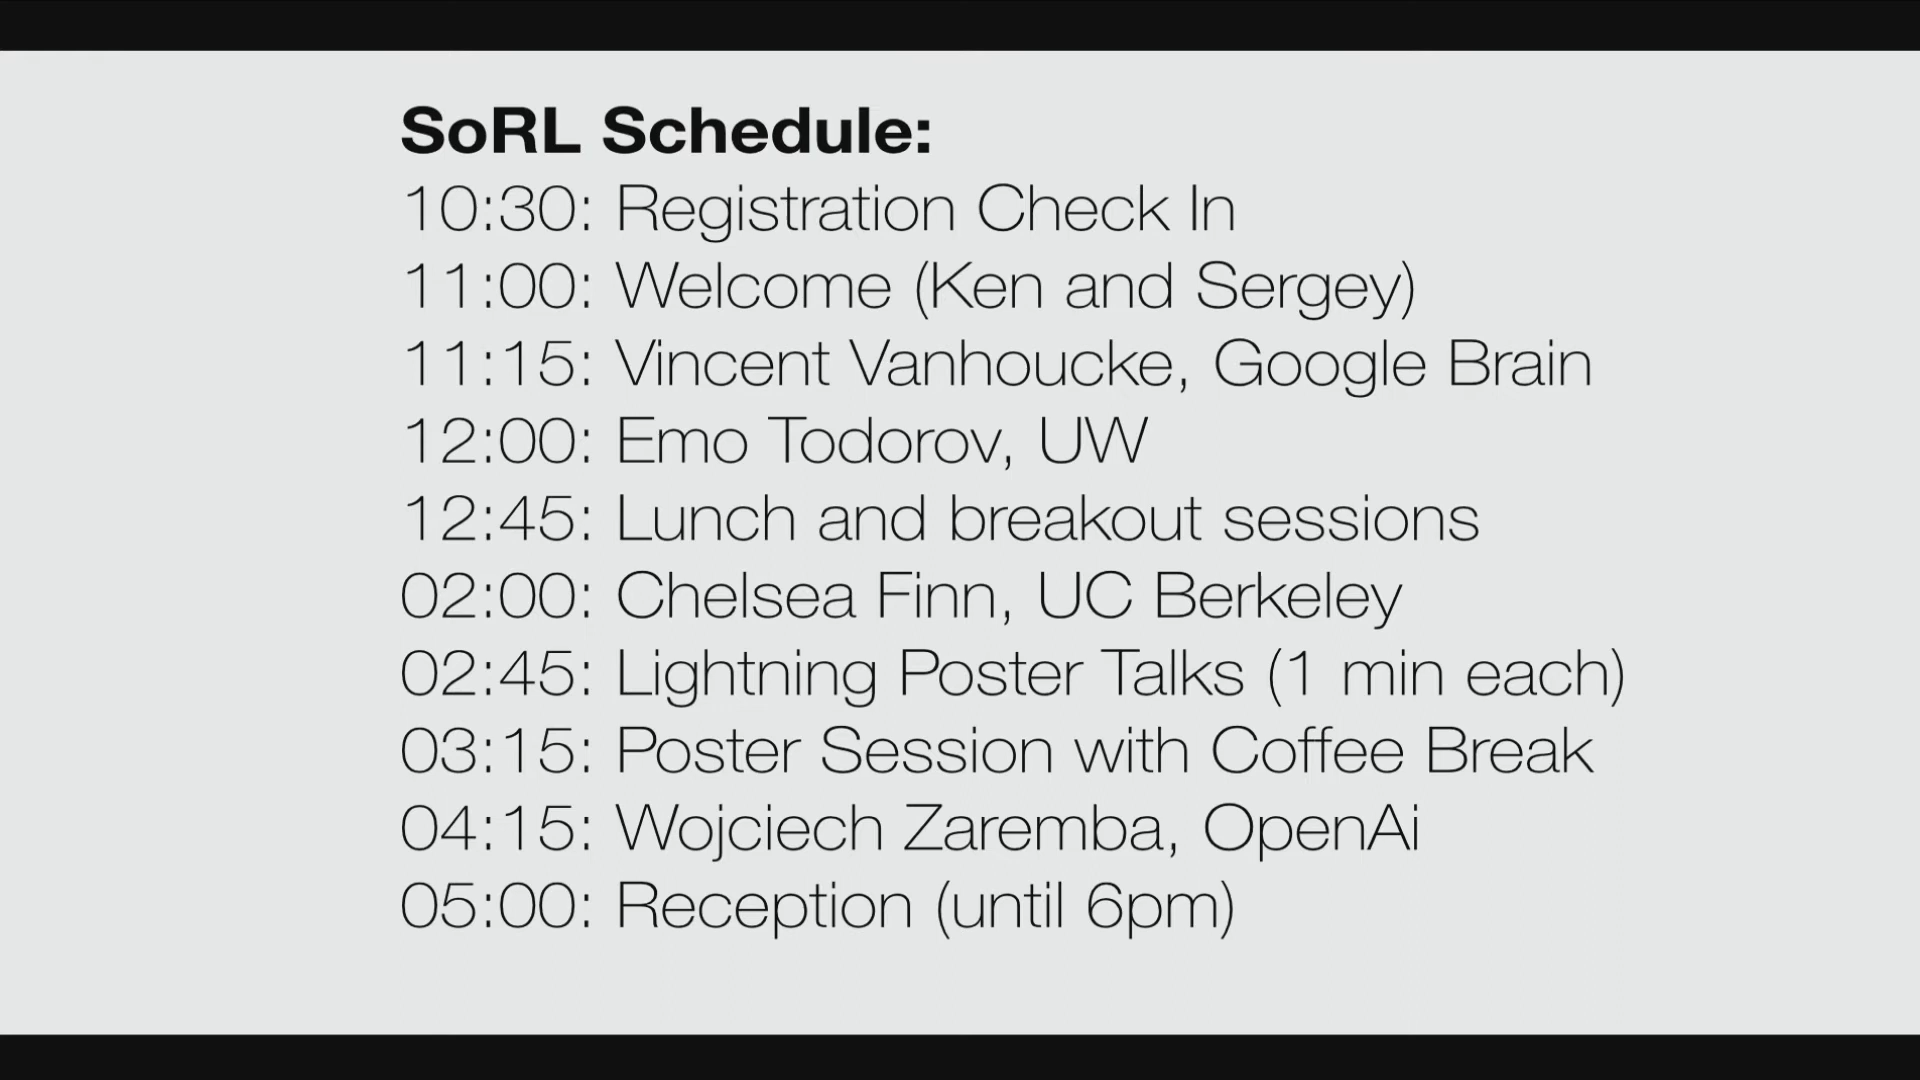 SoRL Schedule:
10:30: Registration Check In
11:00: Welcome (Ken and Sergey)
11:15: Vincent Vanhoucke, Google Brain
12:00: Emo Todorov, UW
12:45: Lunch and breakout sessions
02:00: Chelsea Finn, UC Berkeley
02:45: Lightning Poster Talks (1 min each)
03:15: Poster Session with Coffee Break
04:15: Wojciech Zaremba, OpenAi
05:00: Reception (until 6pm)